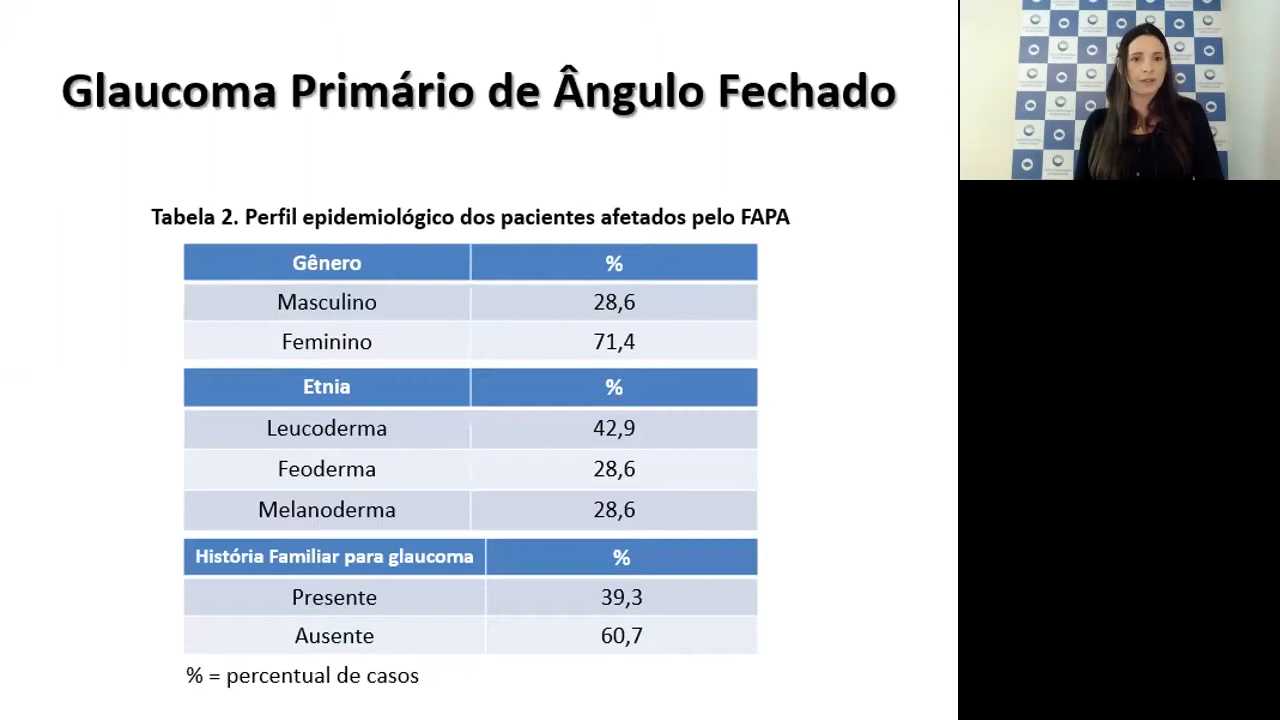 Glaucoma Primário de Ângulo Fechado
Tabela 2. Perfil epidemiológico dos pacientes afetados pelo FAPA
Gênero %
Masculino 28,6
Feminino 71,4
Etnia %
Leucoderma 42,9
Feoderma 28,6
Melanoderma 28,6
História Familiar para glaucoma %
Presente 39,3
Ausente 60,7
% = percentual de casos